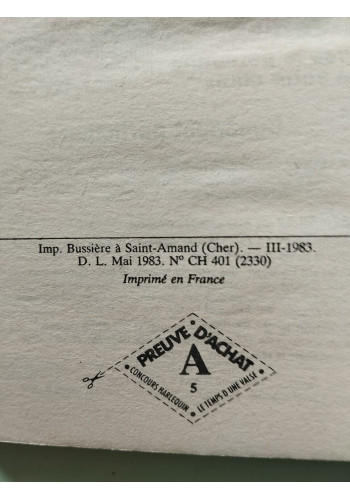 Imp. Bussière à Saint-Amand (Cher). — III-1983.
D. L. Mai 1983. N° CH 401 (2330)
Imprimé en France
PREUVE D'ACHAT
A
5
CONCOURS HARLEQUIN
LE TEMPS D'UNE VALSE